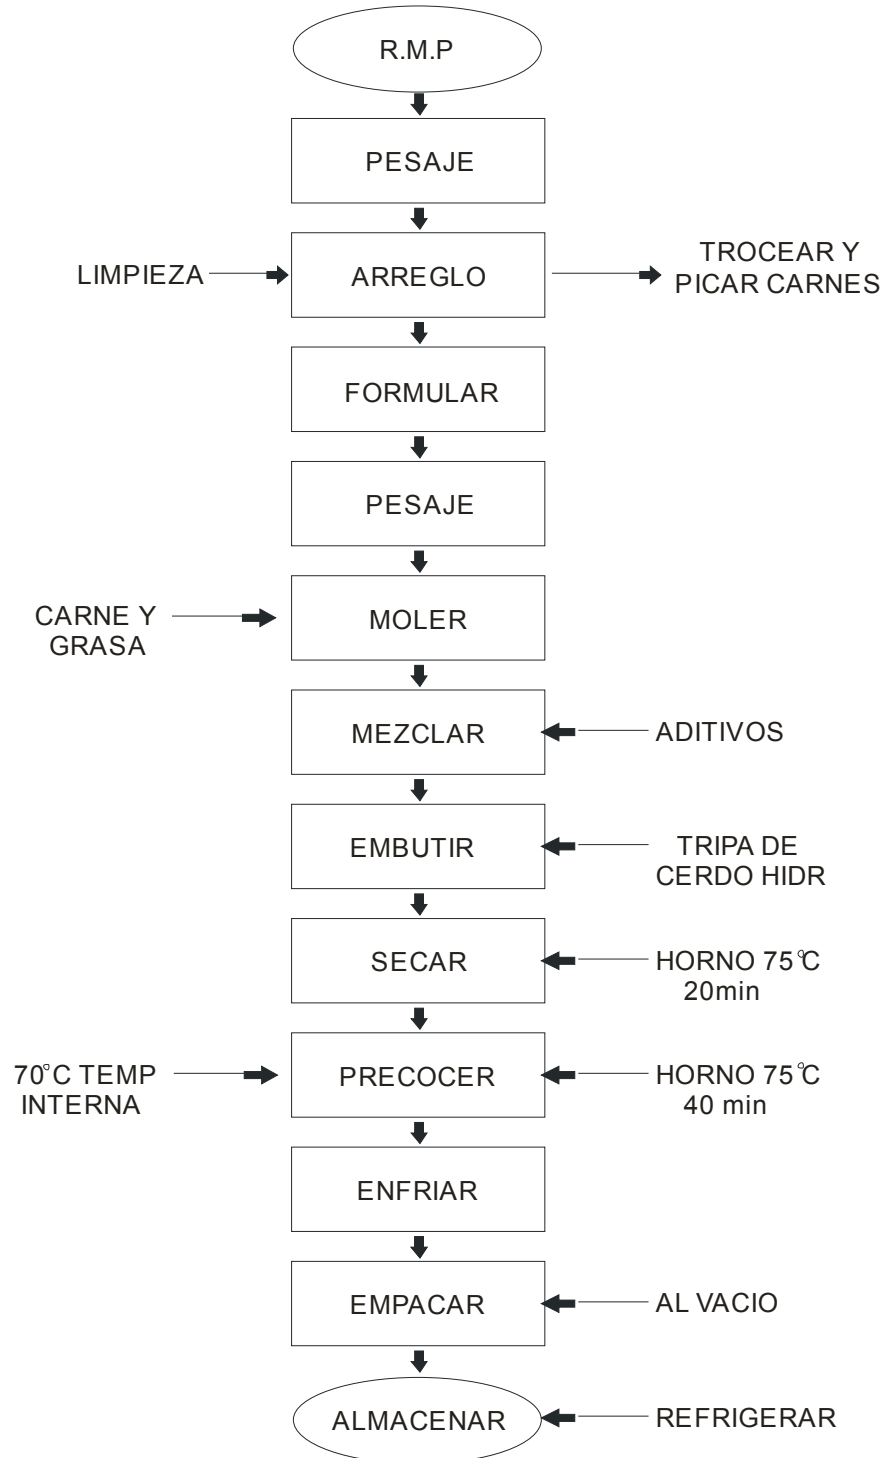 R.M.P
PESAJE
LIMPIEZA
ARREGLO
TROCEAR Y
PICAR CARNES
FORMULAR
PESAJE
CARNE Y
GRASA
MOLER
MEZCLAR
ADITIVOS
EMBUTIR
TRIPA DE
CERDO HIDR
SECAR
HORNO 75°C
20min
70°C TEMP
INTERNA
PRECOCER
HORNO 75°C
40 min
ENFRIAR
EMPACAR
AL VACIO
ALMACENAR
REFRIGERAR